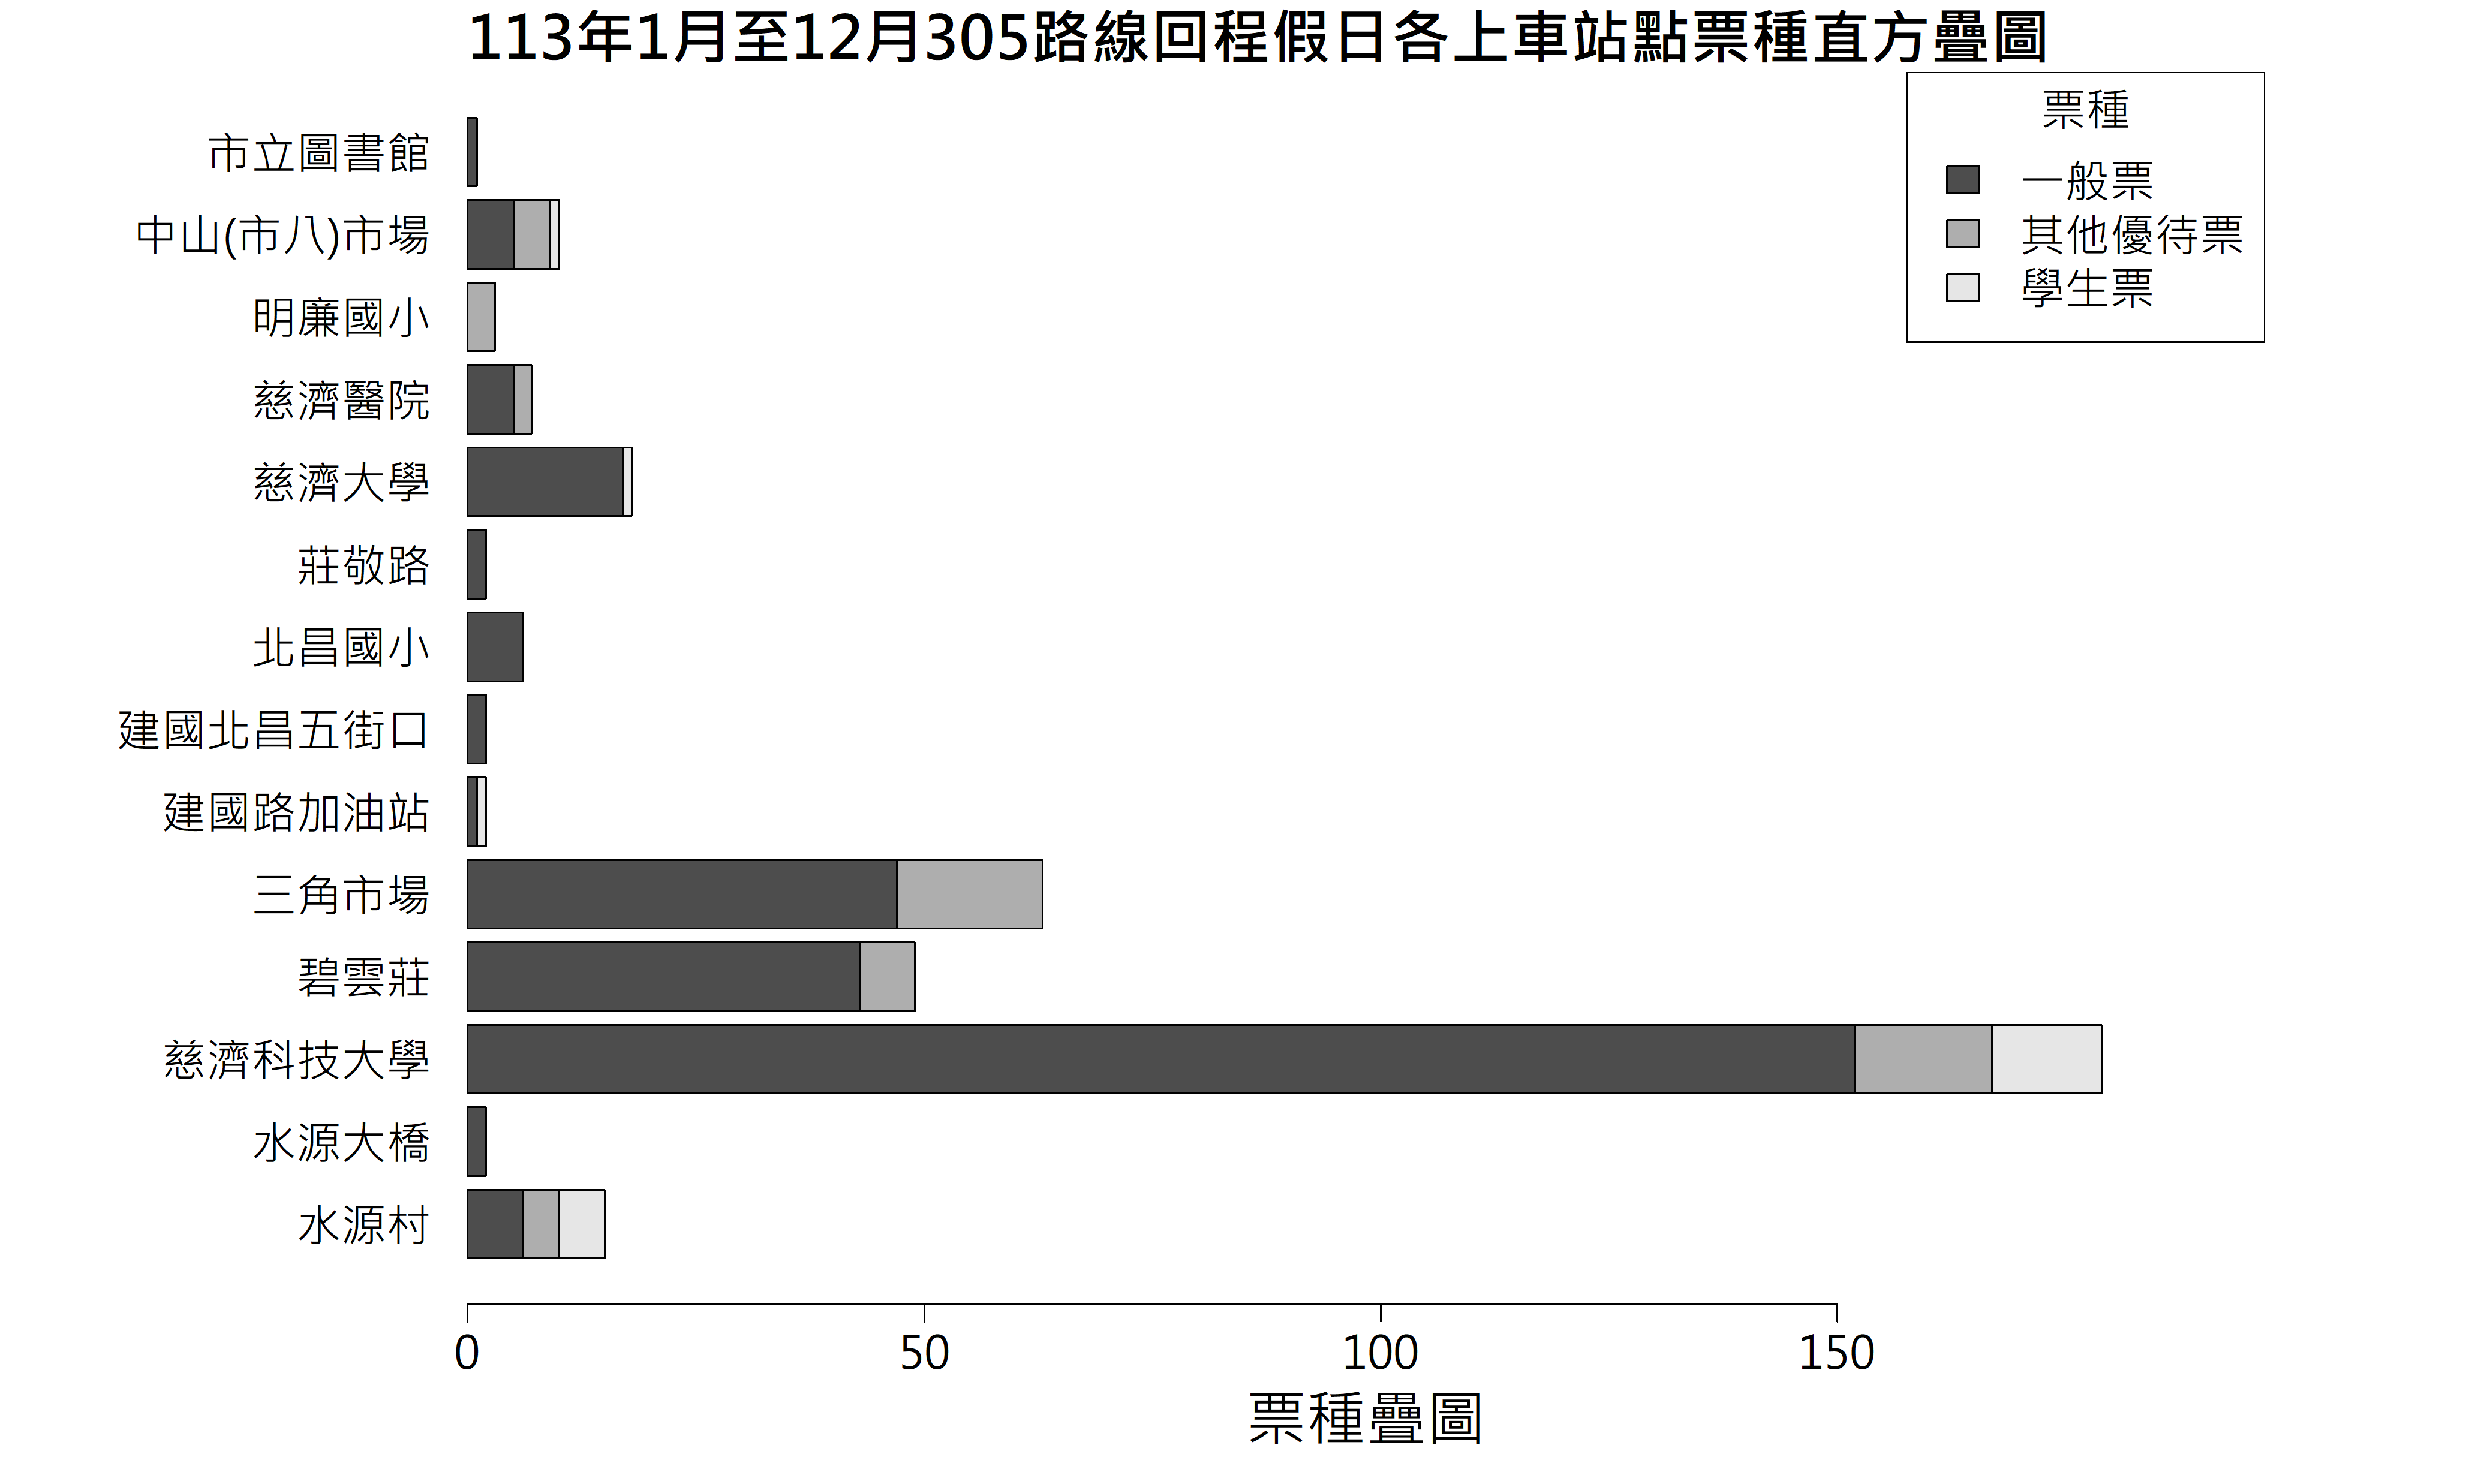 113年1月至12月305路線回程假日各上車站點票種直方疊圖
票種
一般票
其他優待票
學生票
市立圖書館
中山(市八)市場
明廉國小
慈濟醫院
慈濟大學
莊敬路
北昌國小
建國北昌五街口
建國路加油站
三角市場
碧雲莊
慈濟科技大學
水源大橋
水源村
0 50 100 150
票種疊圖